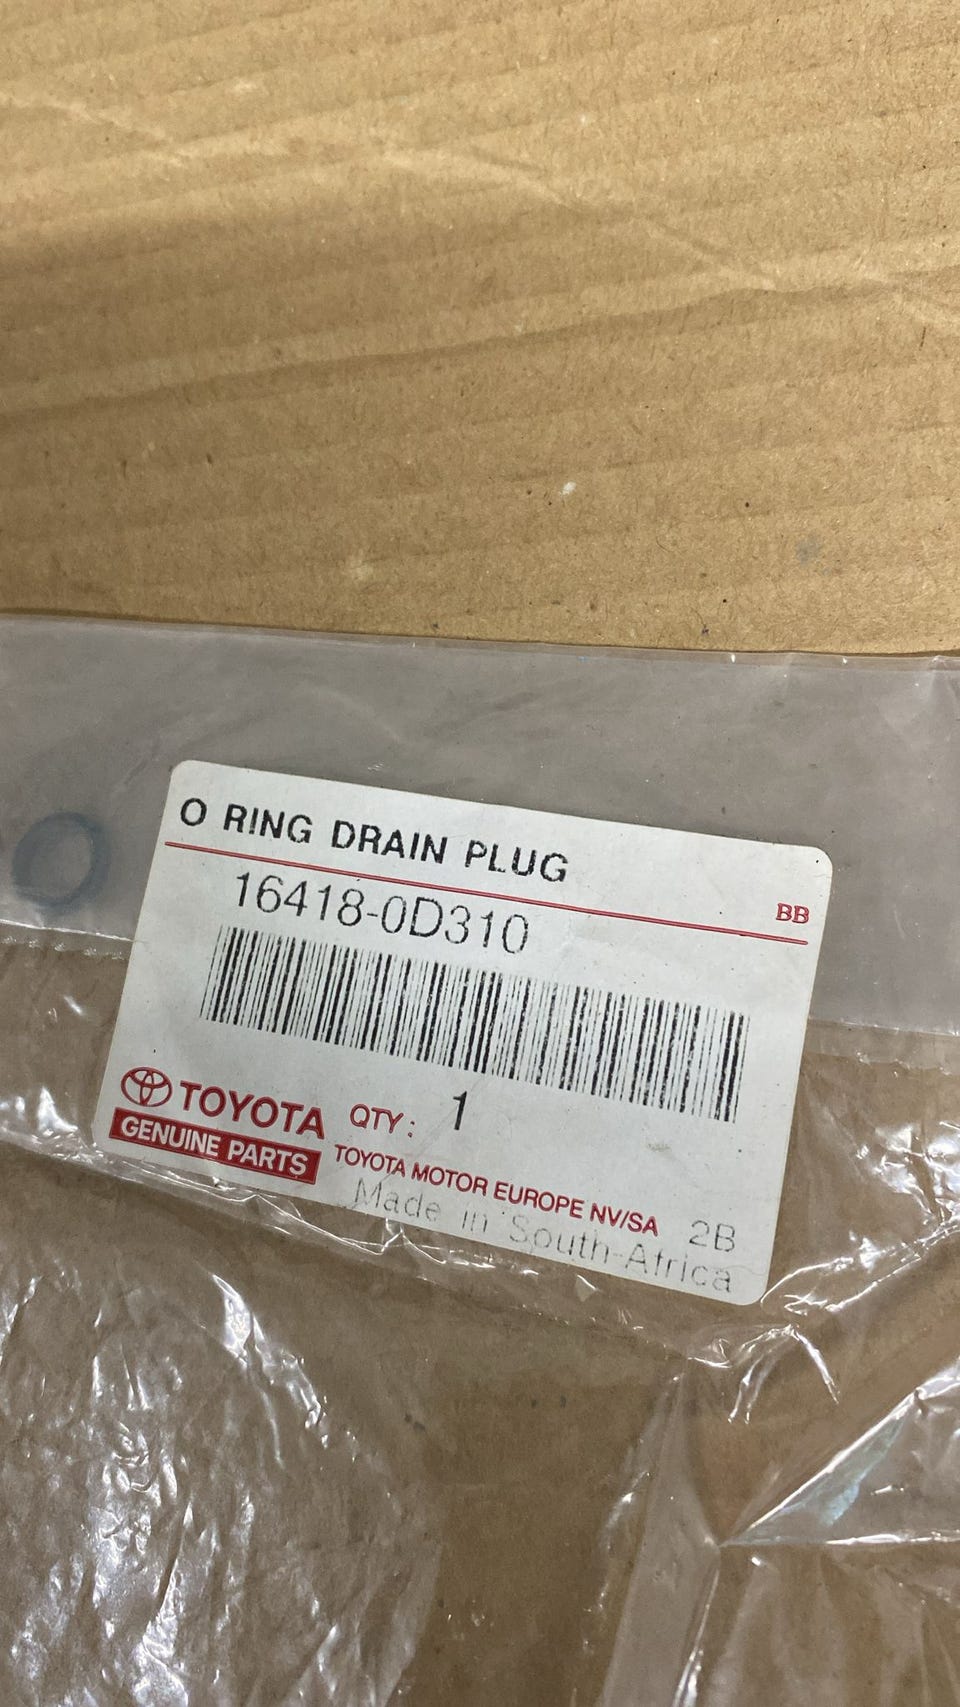 O RING DRAIN PLUG
BB
16418-0D310
TOYOTA
GENUINE PARTS
QTY: 1
TOYOTA MOTOR EUROPE NV/SA 2B
Made in South-Africa